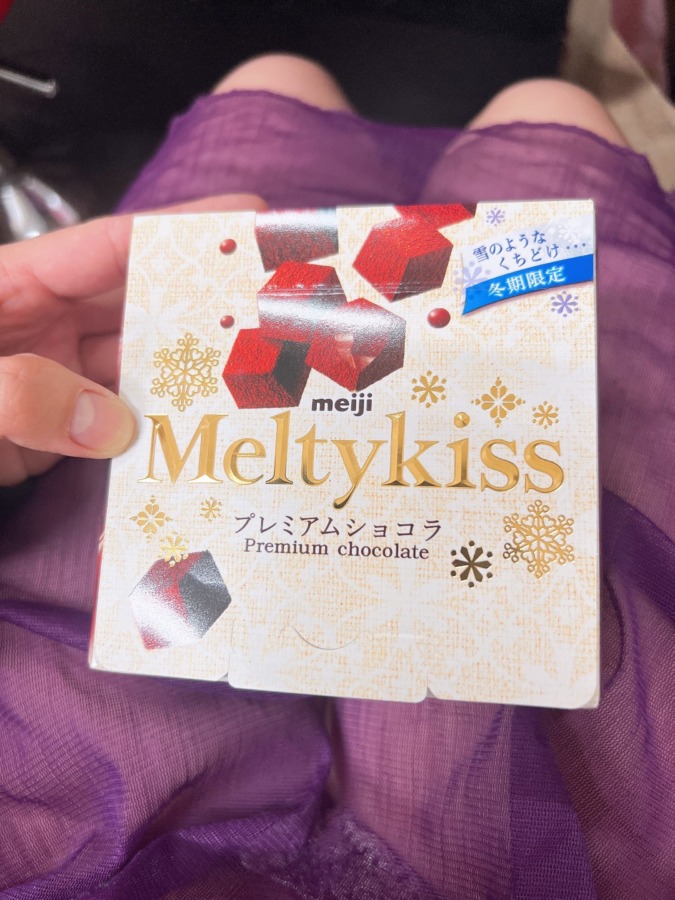 雪のような
くちどけ・・・
冬期限定
meiji
Meltykiss
プレミアムショコラ
Premium chocolate